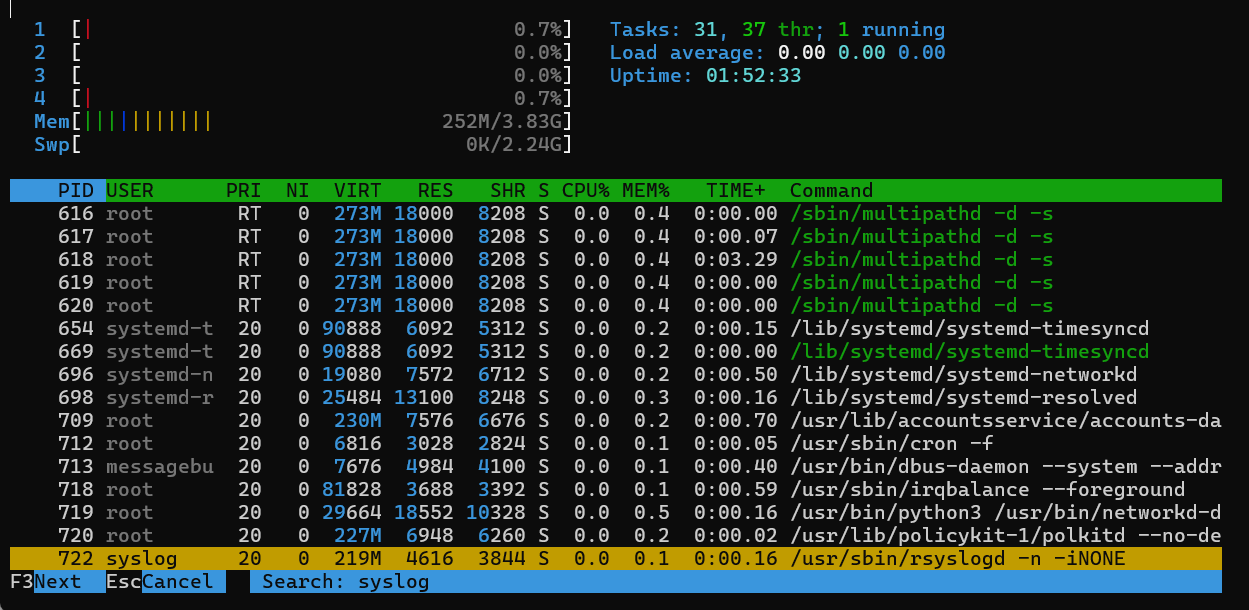 1 [| 0.7%] Tasks: 31, 37 thr; 1 running
2 [ 0.0%] Load average: 0.00 0.00 0.00
3 [ 0.0%] Uptime: 01:52:33
4 [| 0.7%]
Mem[||||||||||| 252M/3.83G]
Swp[ 0K/2.24G]
PID USER PRI NI VIRT RES SHR S CPU% MEM% TIME+ Command
616 root RT 0 273M 18000 8208 S 0.0 0.4 0:00.00 /sbin/multipathd -d -s
617 root RT 0 273M 18000 8208 S 0.0 0.4 0:00.07 /sbin/multipathd -d -s
618 root RT 0 273M 18000 8208 S 0.0 0.4 0:03.29 /sbin/multipathd -d -s
619 root RT 0 273M 18000 8208 S 0.0 0.4 0:00.00 /sbin/multipathd -d -s
620 root RT 0 273M 18000 8208 S 0.0 0.4 0:00.00 /sbin/multipathd -d -s
654 systemd-t 20 0 90888 6092 5312 S 0.0 0.2 0:00.15 /lib/systemd/systemd-timesyncd
669 systemd-t 20 0 90888 6092 5312 S 0.0 0.2 0:00.00 /lib/systemd/systemd-timesyncd
696 systemd-n 20 0 19080 7572 6712 S 0.0 0.2 0:00.50 /lib/systemd/systemd-networkd
698 systemd-r 20 0 25484 13100 8248 S 0.0 0.3 0:00.16 /lib/systemd/systemd-resolved
709 root 20 0 230M 7576 6676 S 0.0 0.2 0:00.70 /usr/lib/accountsservice/accounts-da
712 root 20 0 6816 3028 2824 S 0.0 0.1 0:00.05 /usr/sbin/cron -f
713 messagebu 20 0 7676 4984 4100 S 0.0 0.1 0:00.40 /usr/bin/dbus-daemon --system --addr
718 root 20 0 81828 3688 3392 S 0.0 0.1 0:00.59 /usr/sbin/irqbalance --foreground
719 root 20 0 29664 18552 10328 S 0.0 0.5 0:00.16 /usr/bin/python3 /usr/bin/networkd-d
720 root 20 0 227M 6948 6260 S 0.0 0.2 0:00.02 /usr/lib/policykit-1/polkitd --no-de
722 syslog 20 0 219M 4616 3844 S 0.0 0.1 0:00.16 /usr/sbin/rsyslogd -n -iNONE
F3Next EscCancel Search: syslog